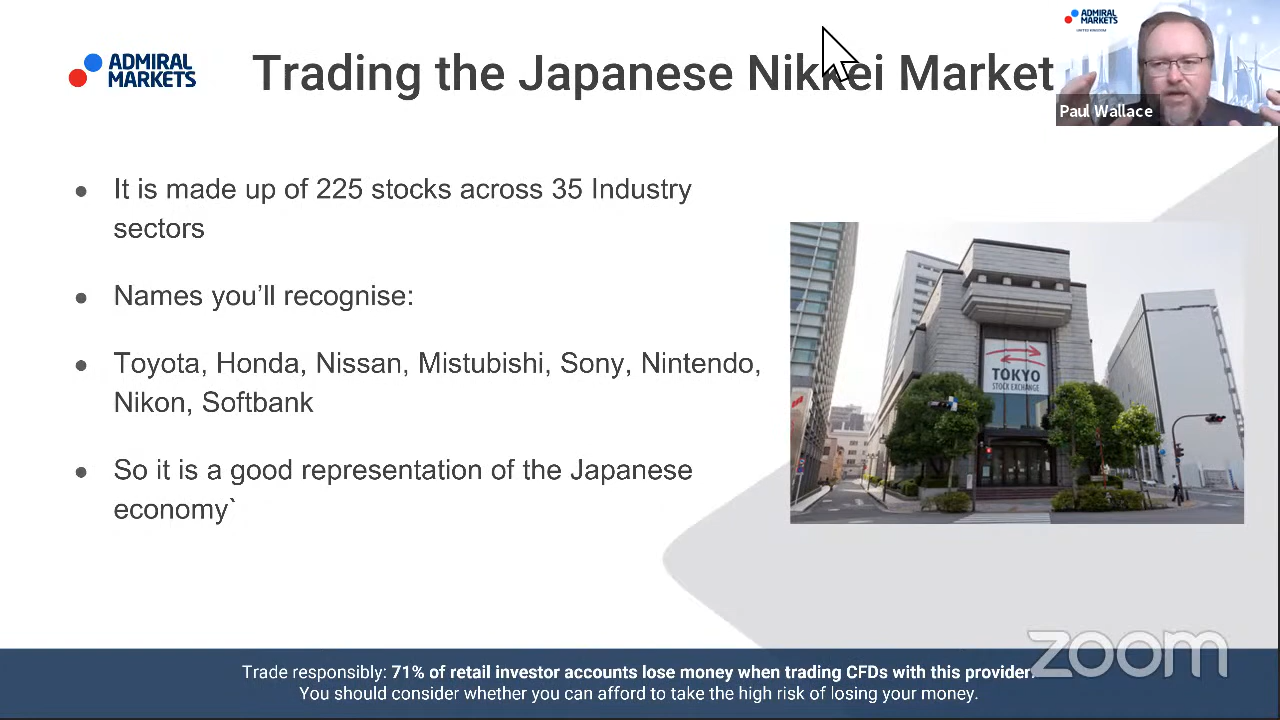 ADMIRAL
MARKETS
Trading the Japanese Nikkei Market
ADMIRAL
MARKETS
UNITED KINGDOM
Paul Wallace
● It is made up of 225 stocks across 35 Industry
sectors
● Names you’ll recognise:
● Toyota, Honda, Nissan, Mistubishi, Sony, Nintendo,
Nikon, Softbank
● So it is a good representation of the Japanese
economy`
TOKYO
STOCK EXCHANGE
Trade responsibly: 71% of retail investor accounts lose money when trading CFDs with this provider.
You should consider whether you can afford to take the high risk of losing your money.
zoom